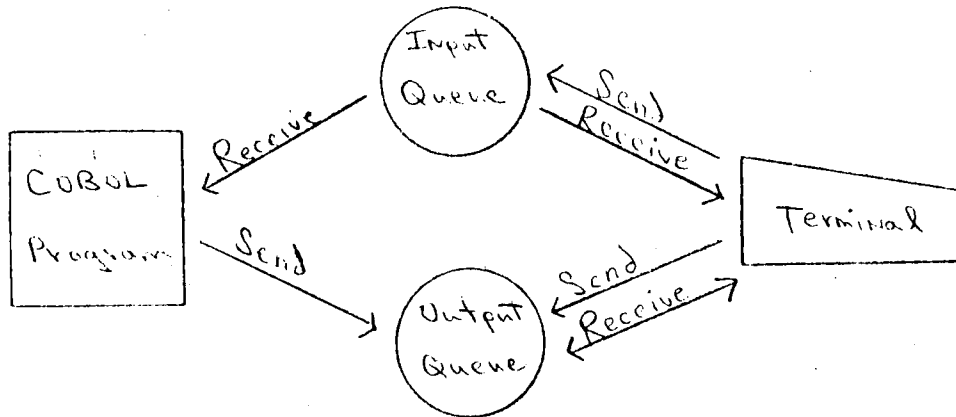 Input
Queue
Send
Receive
Receive
COBOL
Program
Terminal
Send
Send
Receive
Output
Queue